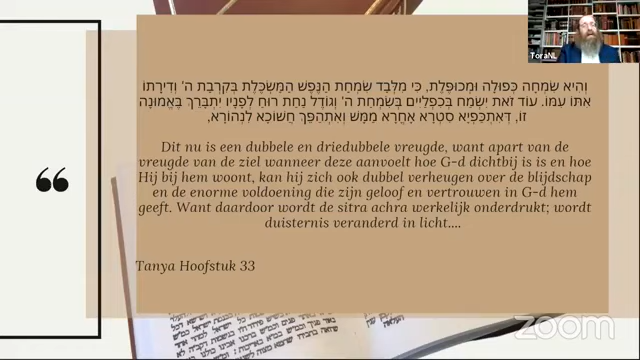 ToraNL
וְהִיא שִׂמְחָה כְּפוּלָה וּמְכוּפֶּלֶת, כִּי מִלְּבַד שִׂמְחַת הַנֶּפֶשׁ הַמַּשְׂכֶּלֶת בְּקִרְבַת ה' וְדִירָתוֹ
אִתּוֹ עִמּוֹ. עוֹד זֹאת יִשְׂמַח בְּכִפְלַיִים בְּשִׂמְחַת ה' וְגוֹדֶל נַחַת רוּחַ לְפָנָיו יִתְבָּרֵךְ בֶּאֱמוּנָה
זוֹ, דְּאִתְכַּפְיָא סִטְרָא אָחֳרָא מַמָּשׁ וְאִתְהַפֵּךְ חֲשׁוֹכָא לִנְהוֹרָא,
Dit nu is een dubbele en driedubbele vreugde, want apart van de
vreugde van de ziel wanneer deze aanvoelt hoe G-d dichtbij is is en hoe
Hij bij hem woont, kan hij zich ook dubbel verheugen over de blijdschap
en de enorme voldoening die zijn geloof en vertrouwen in G-d hem
geeft. Want daardoor wordt de sitra achra werkelijk onderdrukt; wordt
duisternis veranderd in licht....
Tanya Hoofstuk 33
zoom